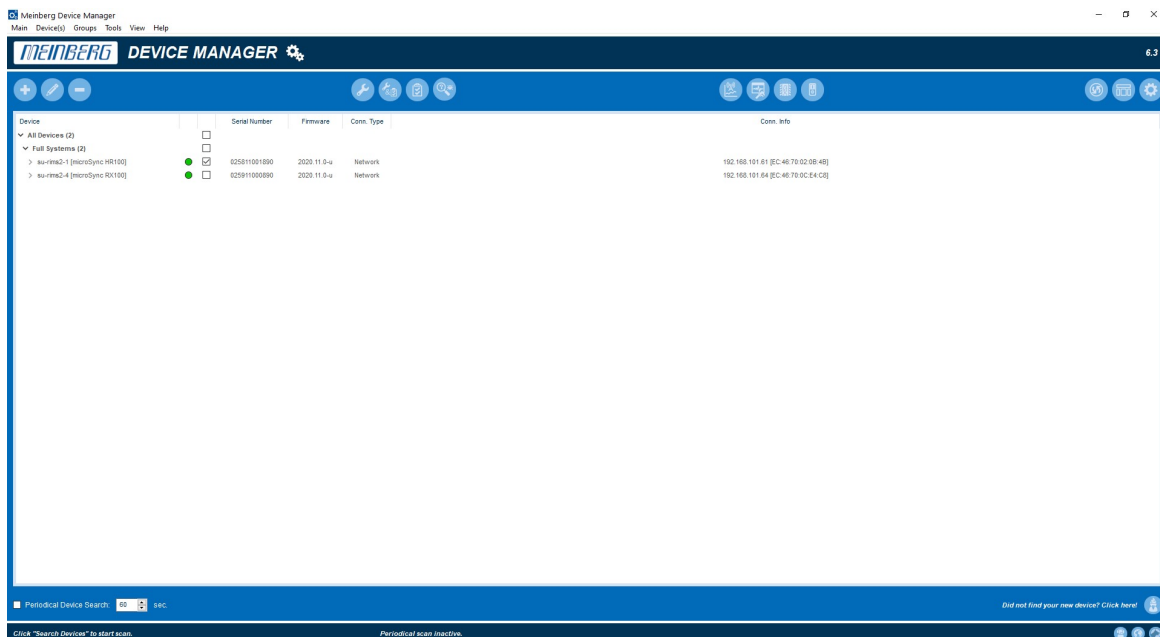 Meinberg Device Manager
Main Device(s) Groups Tools View Help
MEINBERG DEVICE MANAGER 6.3
Device Serial Number Firmware Conn. Type Conn. Info
All Devices (2)
Full Systems (2)
su-rims2-1 [microSync HR100] 025811001890 2020.11.0-u Network 192.168.101.61 [EC:46:70:02:0B:4B]
su-rims2-4 [microSync RX100] 025911000890 2020.11.0-u Network 192.168.101.64 [EC:46:70:0C:E4:C8]
Periodical Device Search: 60 sec. Did not find your new device? Click here!
Click "Search Devices" to start scan. Periodical scan inactive.